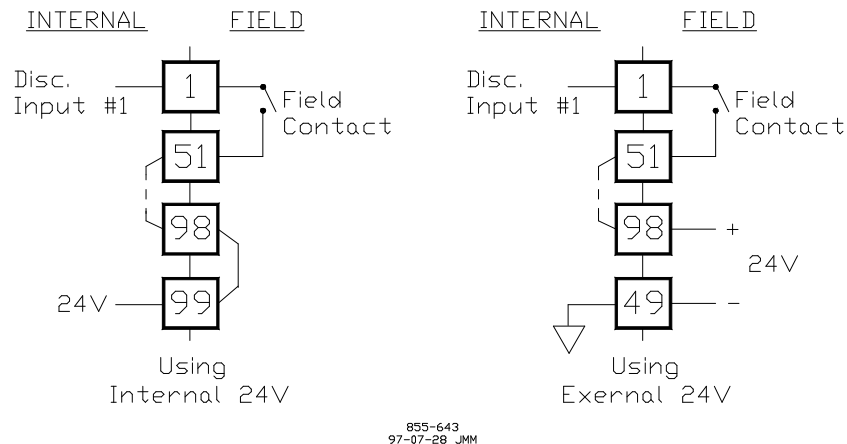 INTERNAL FIELD
Disc.
Input #1
1
Field
Contact
51
98
24V
99
Using
Internal 24V
INTERNAL FIELD
Disc.
Input #1
1
Field
Contact
51
98
+
24V
49
-
Using
Exernal 24V
855-643
97-07-28 JMM